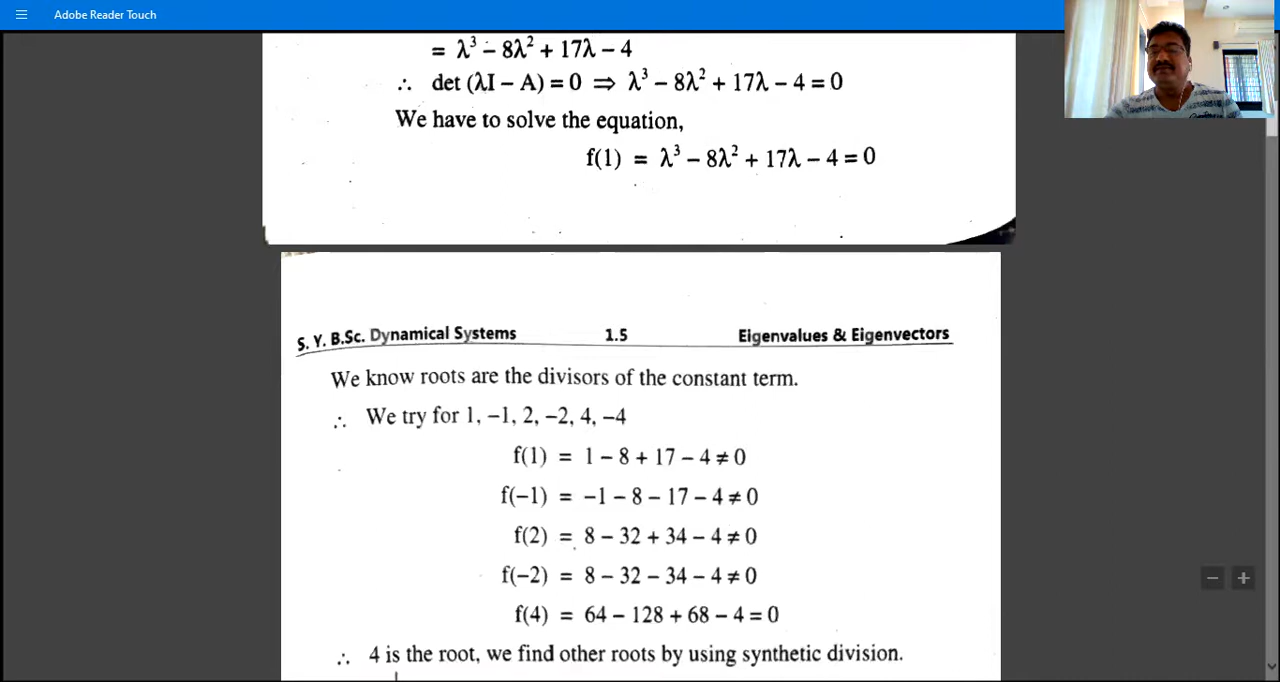 Adobe Reader Touch
= λ³ – 8λ² + 17λ – 4
∴ det (λI – A) = 0 ⇒ λ³ – 8λ² + 17λ – 4 = 0
We have to solve the equation,
f(1) = λ³ – 8λ² + 17λ – 4 = 0
S. Y. B.Sc. Dynamical Systems 1.5 Eigenvalues & Eigenvectors
We know roots are the divisors of the constant term.
∴ We try for 1, –1, 2, –2, 4, –4
f(1) = 1 – 8 + 17 – 4 ≠ 0
f(–1) = –1 – 8 – 17 – 4 ≠ 0
f(2) = 8 – 32 + 34 – 4 ≠ 0
f(–2) = 8 – 32 – 34 – 4 ≠ 0
f(4) = 64 – 128 + 68 – 4 = 0
∴ 4 is the root, we find other roots by using synthetic division.